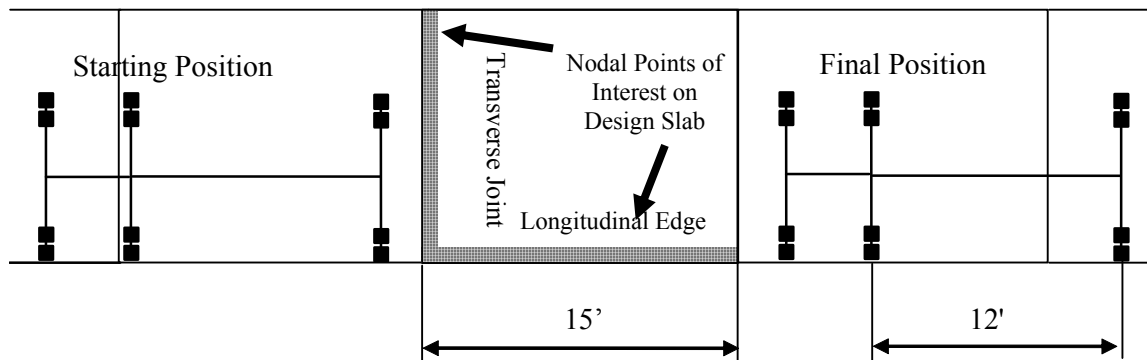 Starting Position
Transverse Joint
Nodal Points of
Interest on
Design Slab
Longitudinal Edge
Final Position
15’
12'